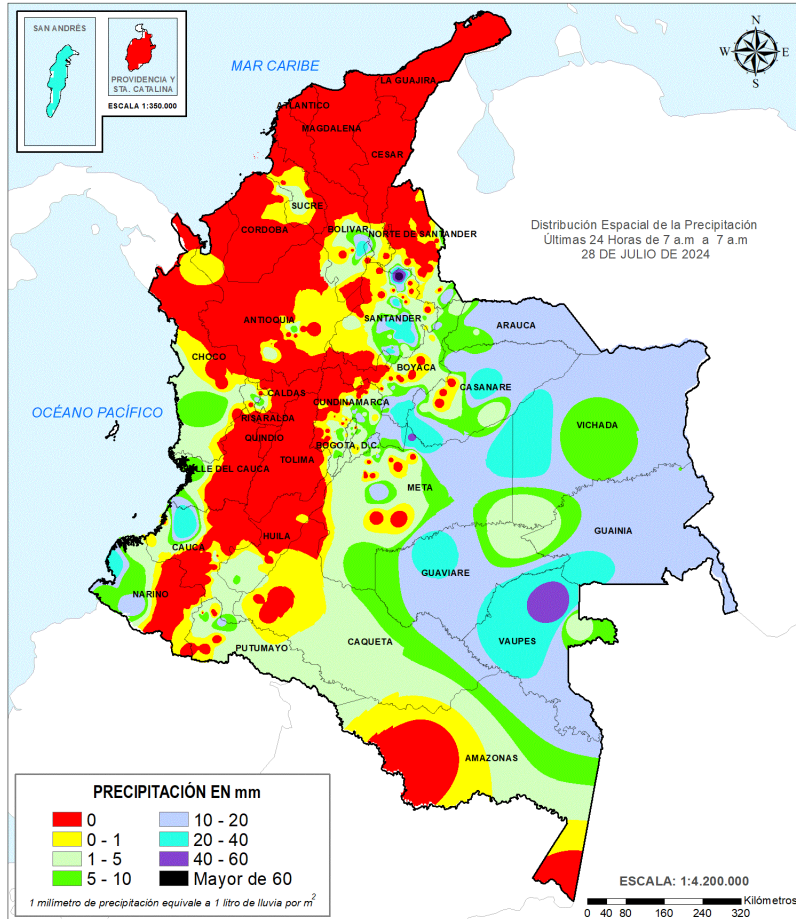 SAN ANDRÉS
PROVIDENCIA Y
STA. CATALINA
ESCALA 1:350.000
MAR CARIBE
N
W
E
S
LA GUAJIRA
ATLANTICO
MAGDALENA
CESAR
SUCRE
CORDOBA
BOLIVAR
NORTE DE SANTANDER
Distribución Espacial de la Precipitación
Últimas 24 Horas de 7 a.m a 7 a.m
28 DE JULIO DE 2024
ANTIOQUIA
SANTANDER
ARAUCA
CHOCO
BOYACA
CASANARE
OCÉANO PACÍFICO
CALDAS
CUNDINAMARCA
RISARALDA
VICHADA
QUINDIO
BOGOTA, D.C.
TOLIMA
VALLE DEL CAUCA
META
GUAINIA
HUILA
CAUCA
GUAVIARE
NARIÑO
VAUPES
CAQUETA
PUTUMAYO
AMAZONAS
PRECIPITACIÓN EN mm
0
10 - 20
0 - 1
20 - 40
1 - 5
40 - 60
5 - 10
Mayor de 60
1 milímetro de precipitación equivale a 1 litro de lluvia por m²
ESCALA: 1:4.200.000
Kilómetros
0 40 80 160 240 320